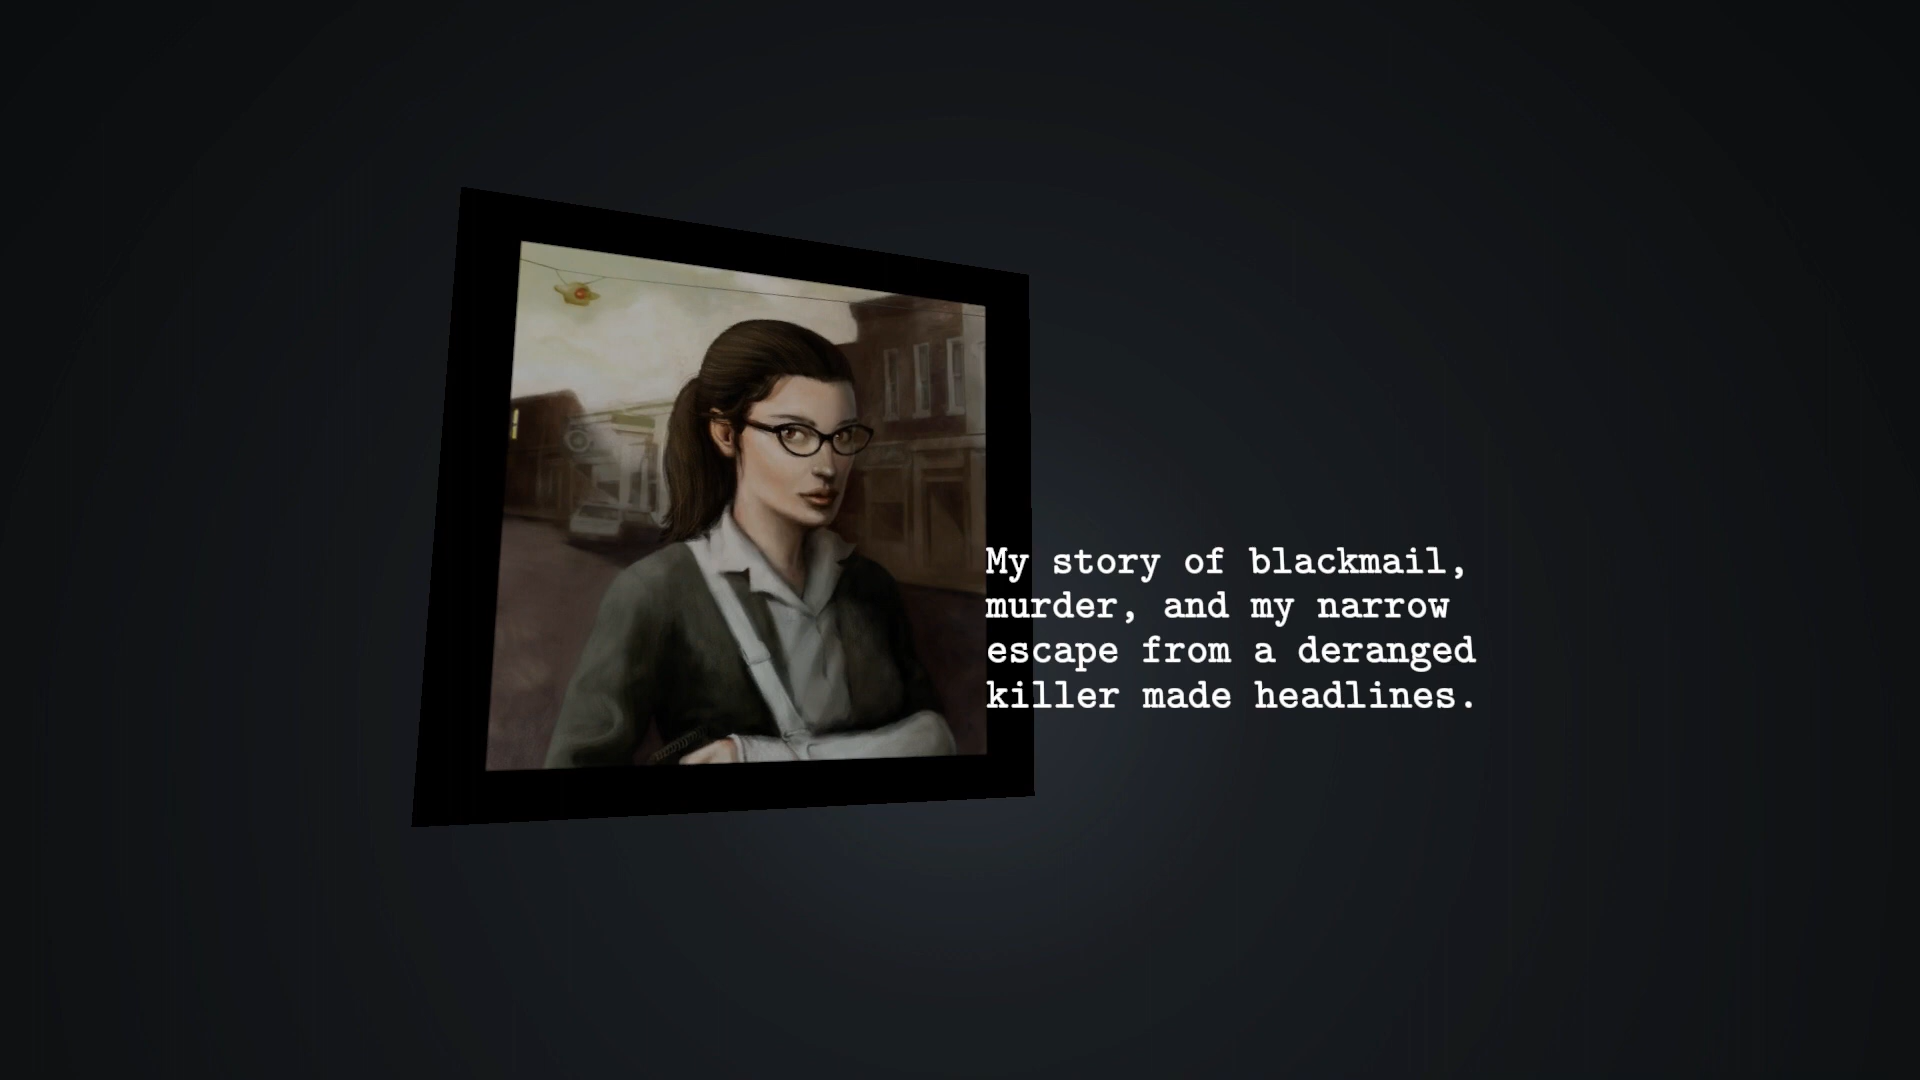 My story of blackmail,
murder, and my narrow
escape from a deranged
killer made headlines.